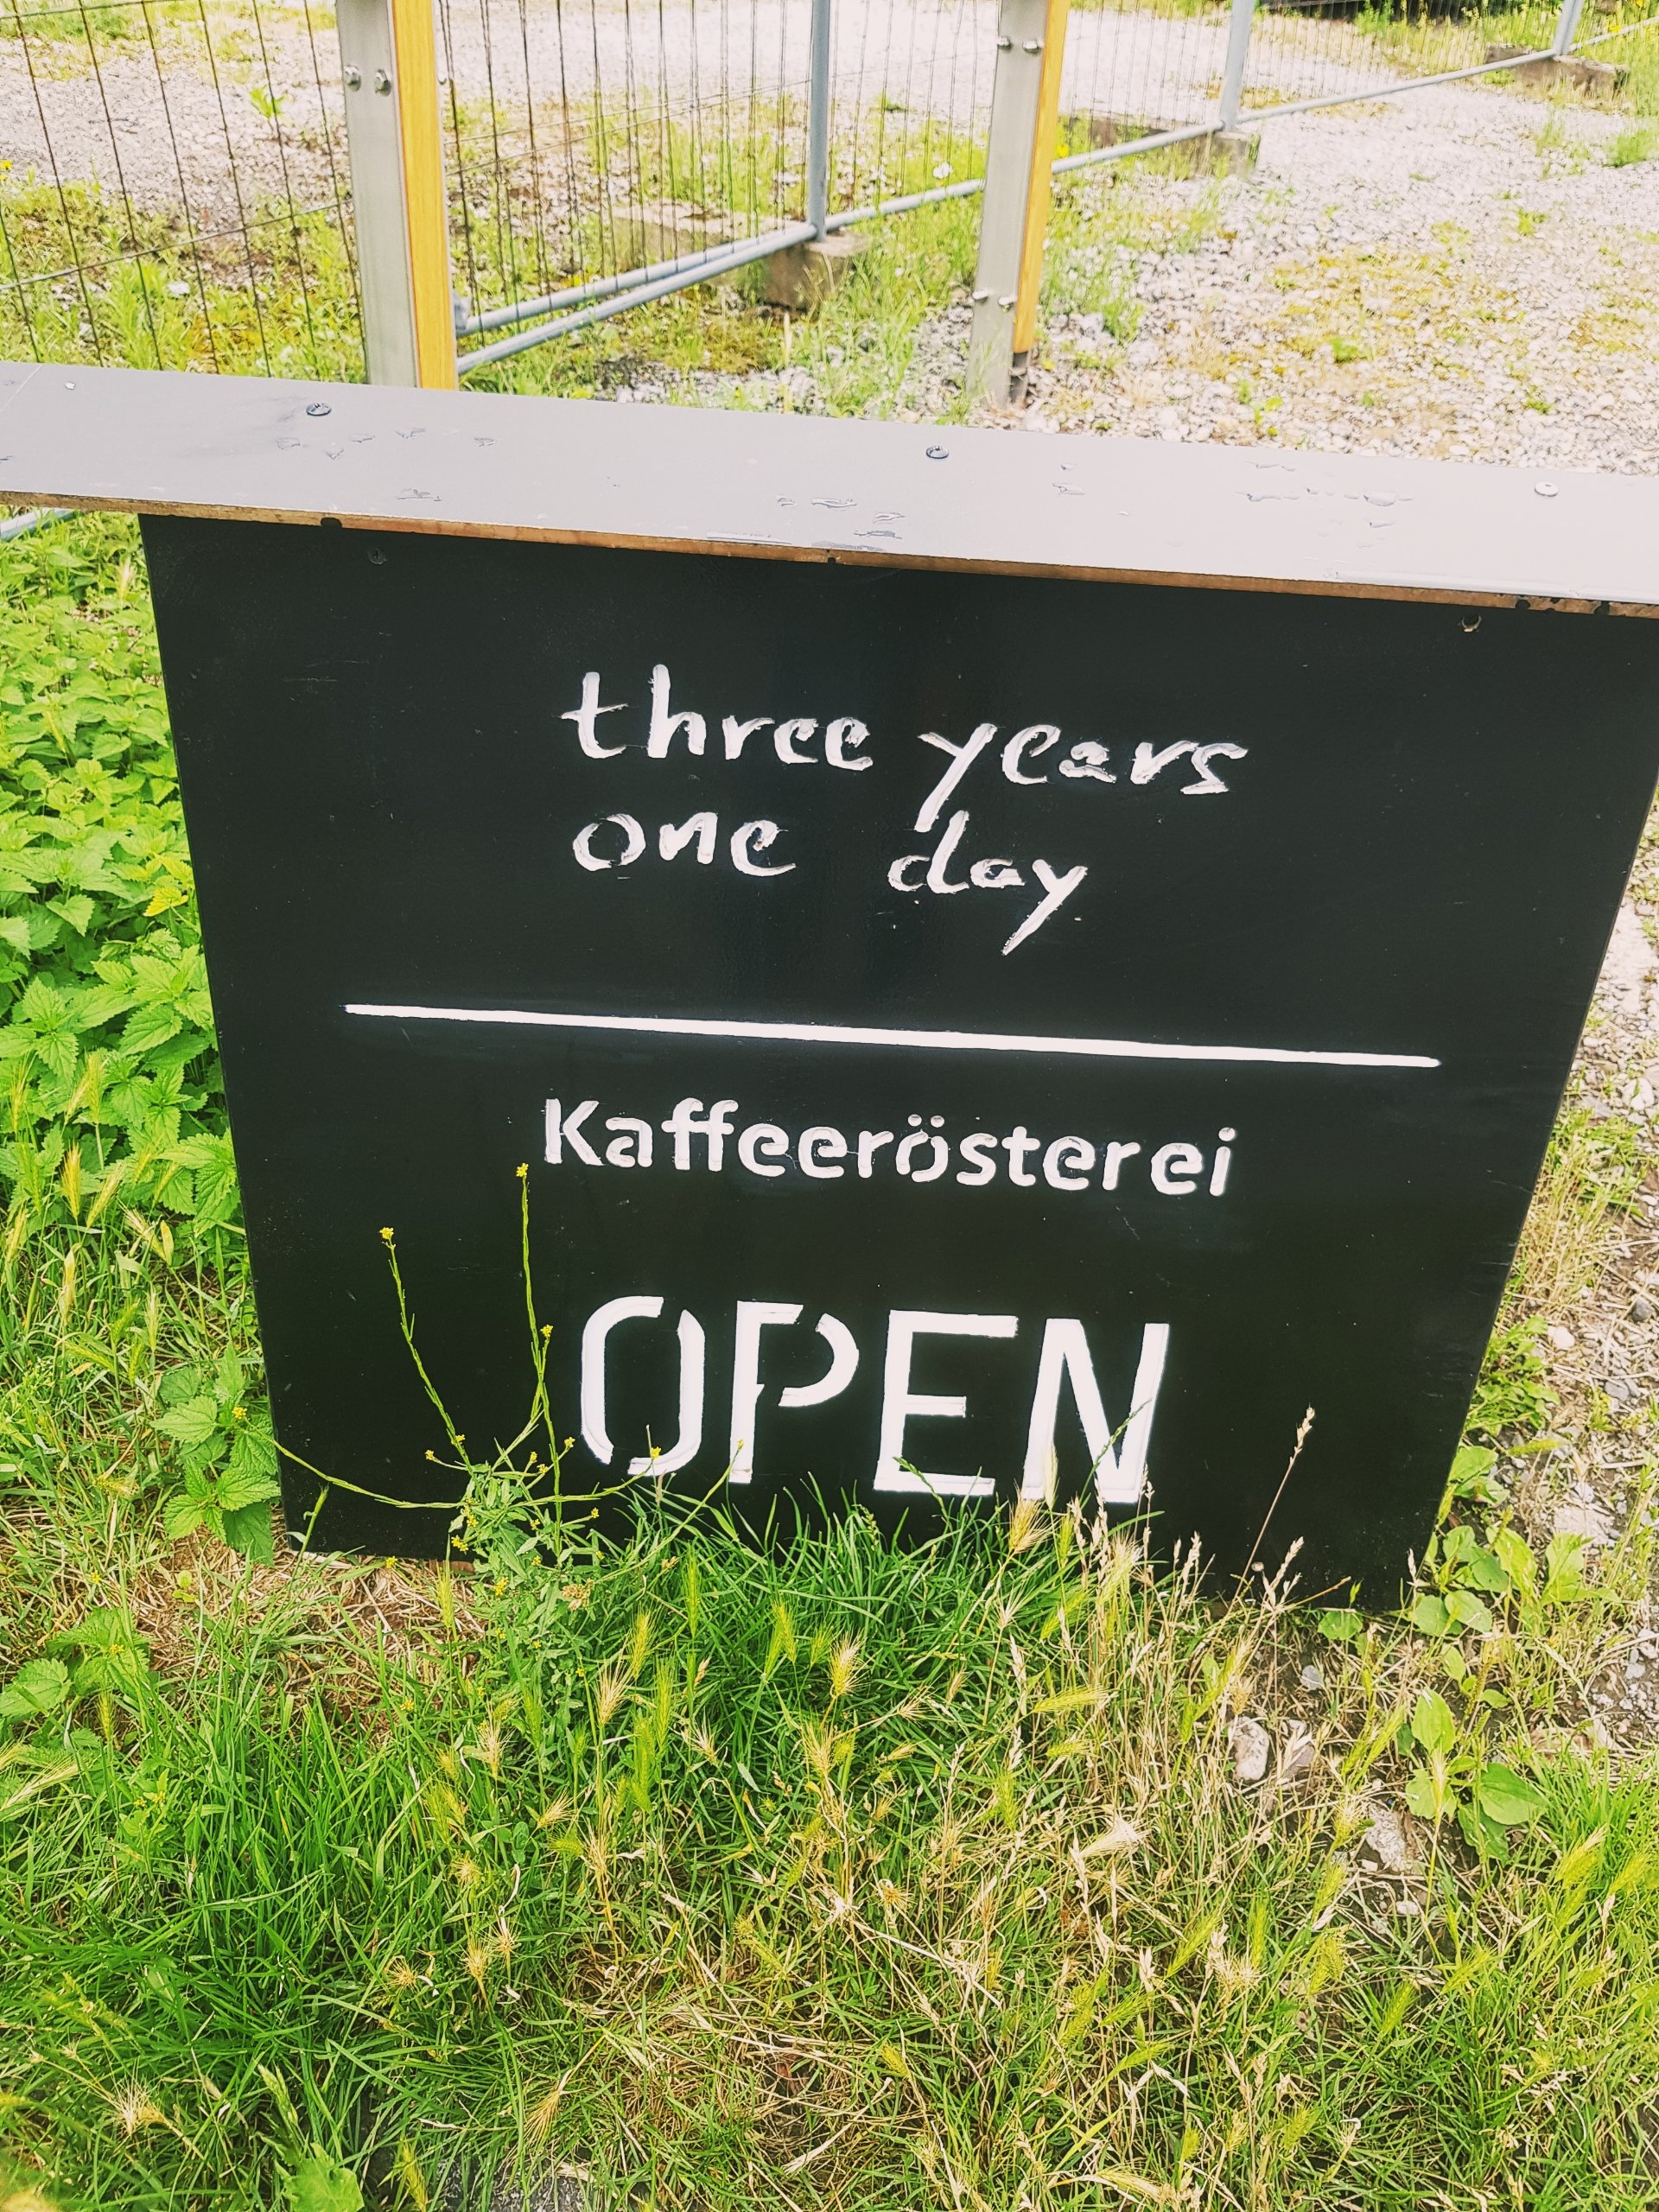 three years
one day
Kaffeerösterei
OPEN